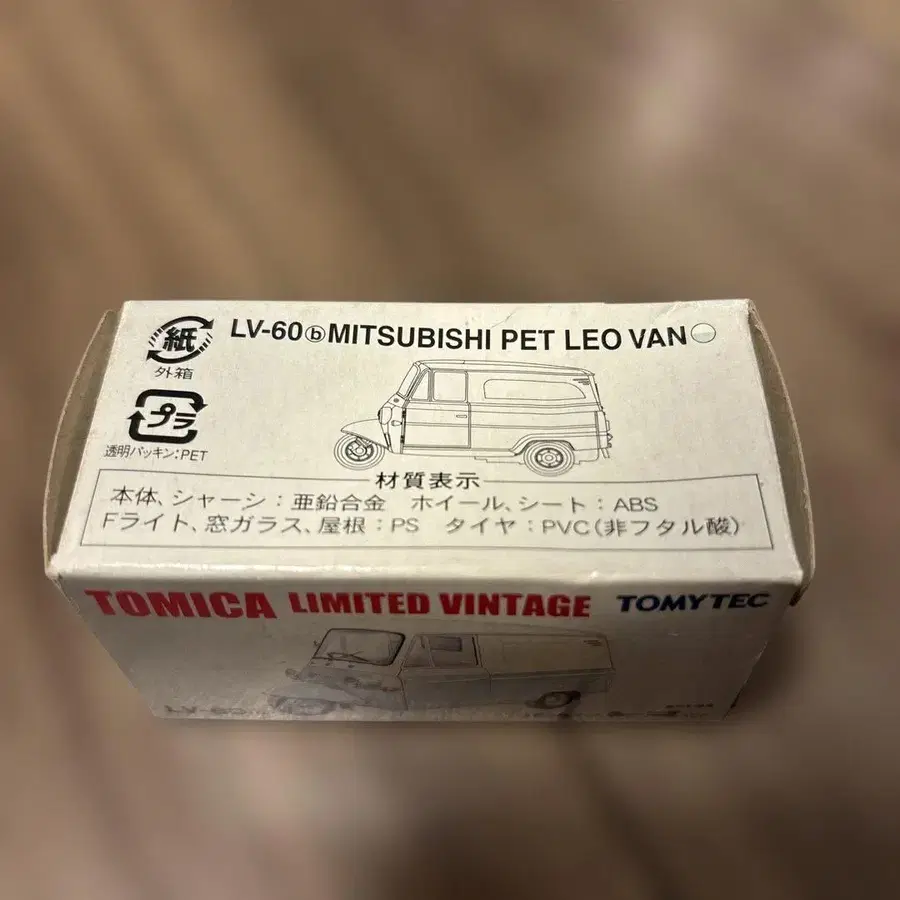 紙
LV-60ⓑMITSUBISHI PET LEO VAN
外箱
プラ
透明パッキン:PET
材質表示
本体、シャーシ:亜鉛合金 ホイール、シート:ABS
Fライト、窓ガラス、屋根:PS タイヤ:PVC(非フタル酸)
TOMICA LIMITED VINTAGE TOMYTEC